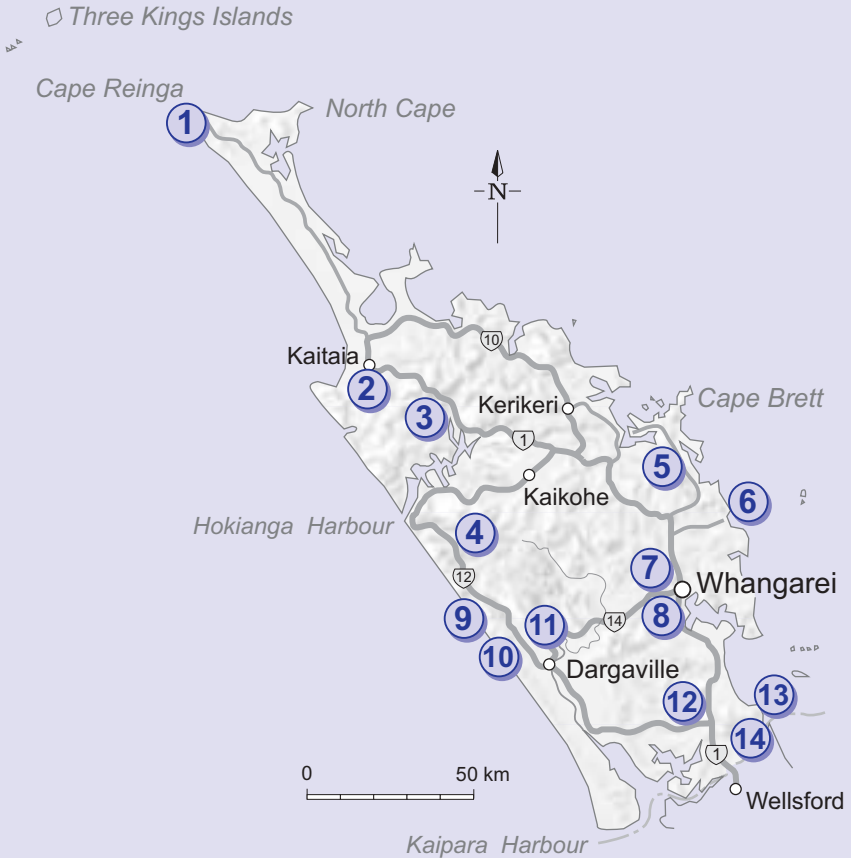 Three Kings Islands
Cape Reinga
North Cape
1
N
10
Kaitaia
2
3
Kerikeri
Cape Brett
1
5
Kaikohe
6
Hokianga Harbour
4
7
12
Whangarei
9
11
14
8
10
Dargaville
12
13
14
1
0
50 km
Wellsford
Kaipara Harbour